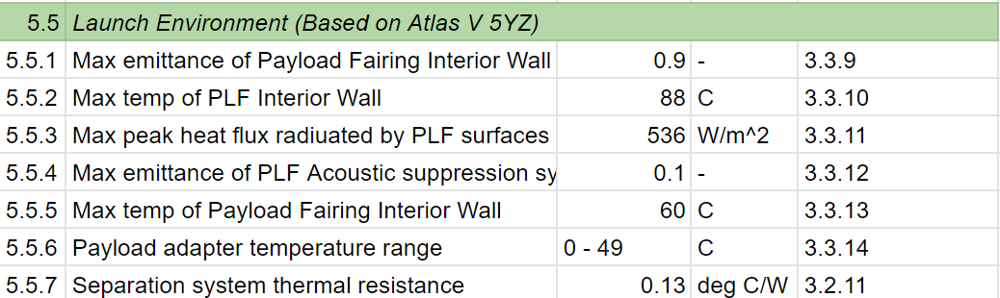 5.5 Launch Environment (Based on Atlas V 5YZ)
5.5.1 Max emittance of Payload Fairing Interior Wall 0.9 - 3.3.9
5.5.2 Max temp of PLF Interior Wall 88 C 3.3.10
5.5.3 Max peak heat flux radiuated by PLF surfaces 536 W/m^2 3.3.11
5.5.4 Max emittance of PLF Acoustic suppression sy 0.1 - 3.3.12
5.5.5 Max temp of Payload Fairing Interior Wall 60 C 3.3.13
5.5.6 Payload adapter temperature range 0 - 49 C 3.3.14
5.5.7 Separation system thermal resistance 0.13 deg C/W 3.2.11